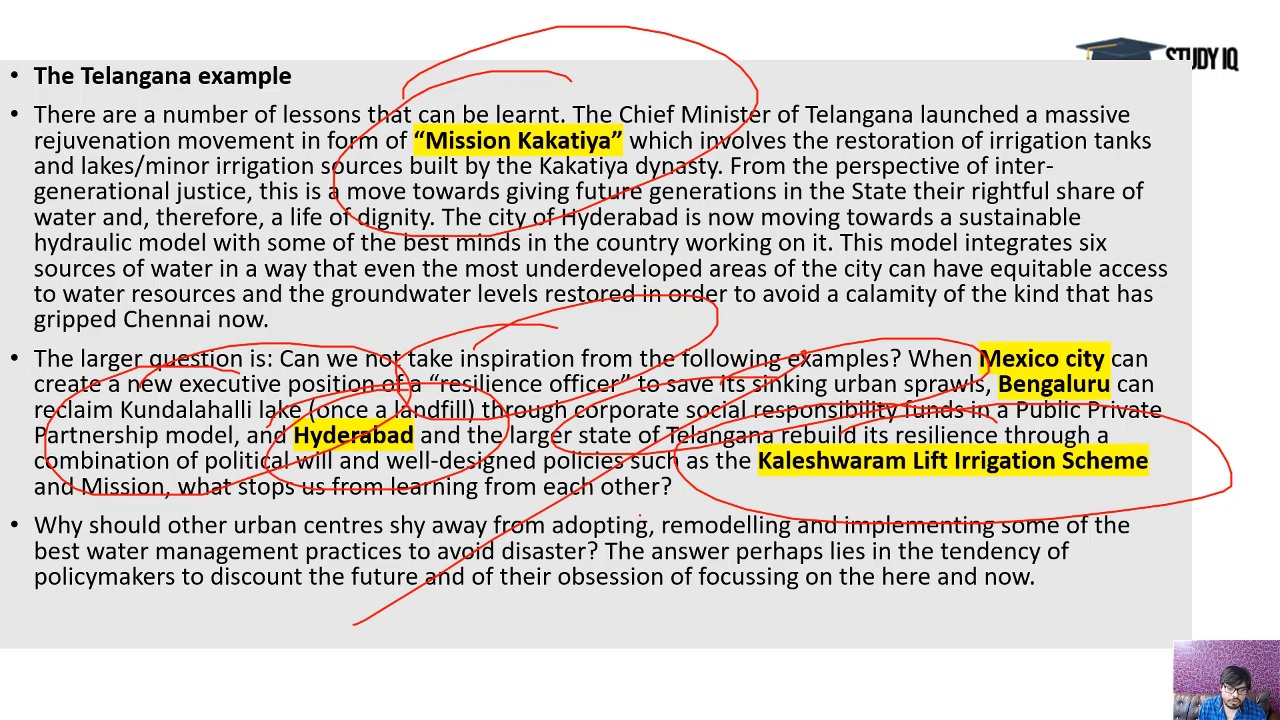 STUDY IQ
• The Telangana example
• There are a number of lessons that can be learnt. The Chief Minister of Telangana launched a massive
rejuvenation movement in form of “Mission Kakatiya” which involves the restoration of irrigation tanks
and lakes/minor irrigation sources built by the Kakatiya dynasty. From the perspective of inter-
generational justice, this is a move towards giving future generations in the State their rightful share of
water and, therefore, a life of dignity. The city of Hyderabad is now moving towards a sustainable
hydraulic model with some of the best minds in the country working on it. This model integrates six
sources of water in a way that even the most underdeveloped areas of the city can have equitable access
to water resources and the groundwater levels restored in order to avoid a calamity of the kind that has
gripped Chennai now.
• The larger question is: Can we not take inspiration from the following examples? When Mexico city can
create a new executive position of a “resilience officer” to save its sinking urban sprawls, Bengaluru can
reclaim Kundalahalli lake (once a landfill) through corporate social responsibility funds in a Public Private
Partnership model, and Hyderabad and the larger state of Telangana rebuild its resilience through a
combination of political will and well-designed policies such as the Kaleshwaram Lift Irrigation Scheme
and Mission, what stops us from learning from each other?
• Why should other urban centres shy away from adopting, remodelling and implementing some of the
best water management practices to avoid disaster? The answer perhaps lies in the tendency of
policymakers to discount the future and of their obsession of focussing on the here and now.